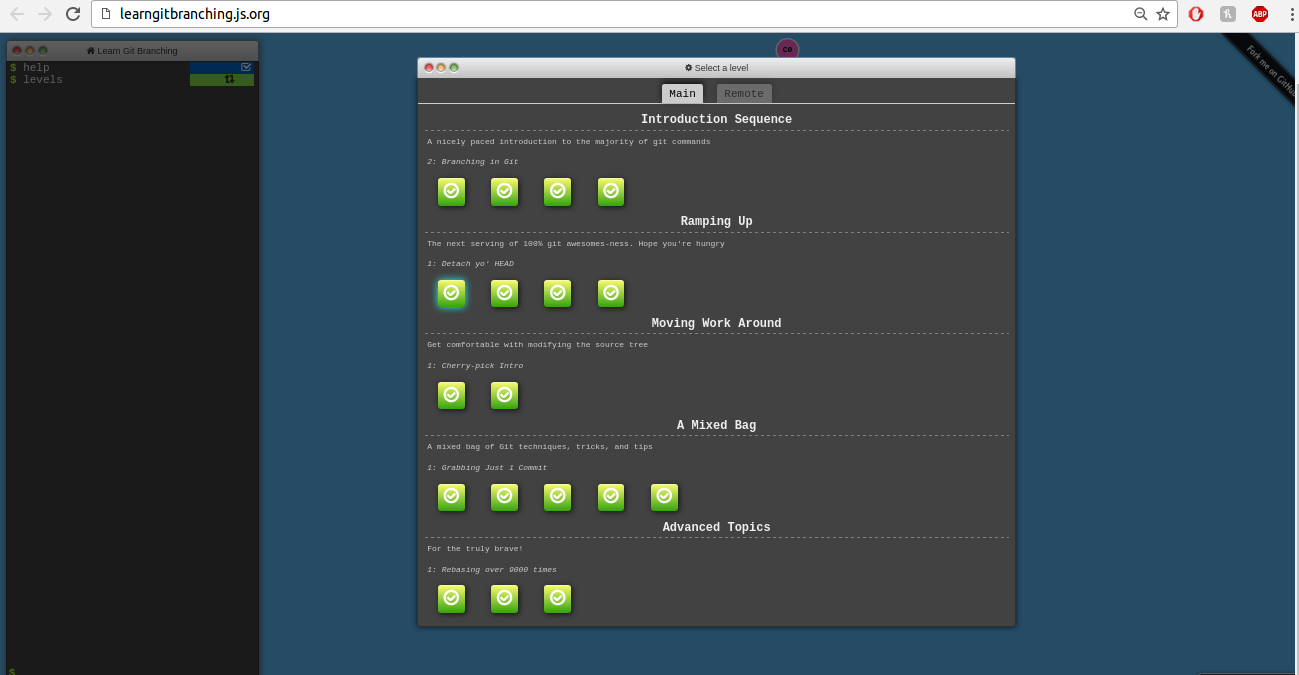 learngitbranching.js.org
ABP
Learn Git Branching
$ help
$ levels
$
C0
Fork me on GitHub
Select a level
Main Remote
Introduction Sequence
A nicely paced introduction to the majority of git commands
2: Branching in Git
Ramping Up
The next serving of 100% git awesomes-ness. Hope you're hungry
1: Detach yo' HEAD
Moving Work Around
Get comfortable with modifying the source tree
1: Cherry-pick Intro
A Mixed Bag
A mixed bag of Git techniques, tricks, and tips
1: Grabbing Just 1 Commit
Advanced Topics
For the truly brave!
1: Rebasing over 9000 times